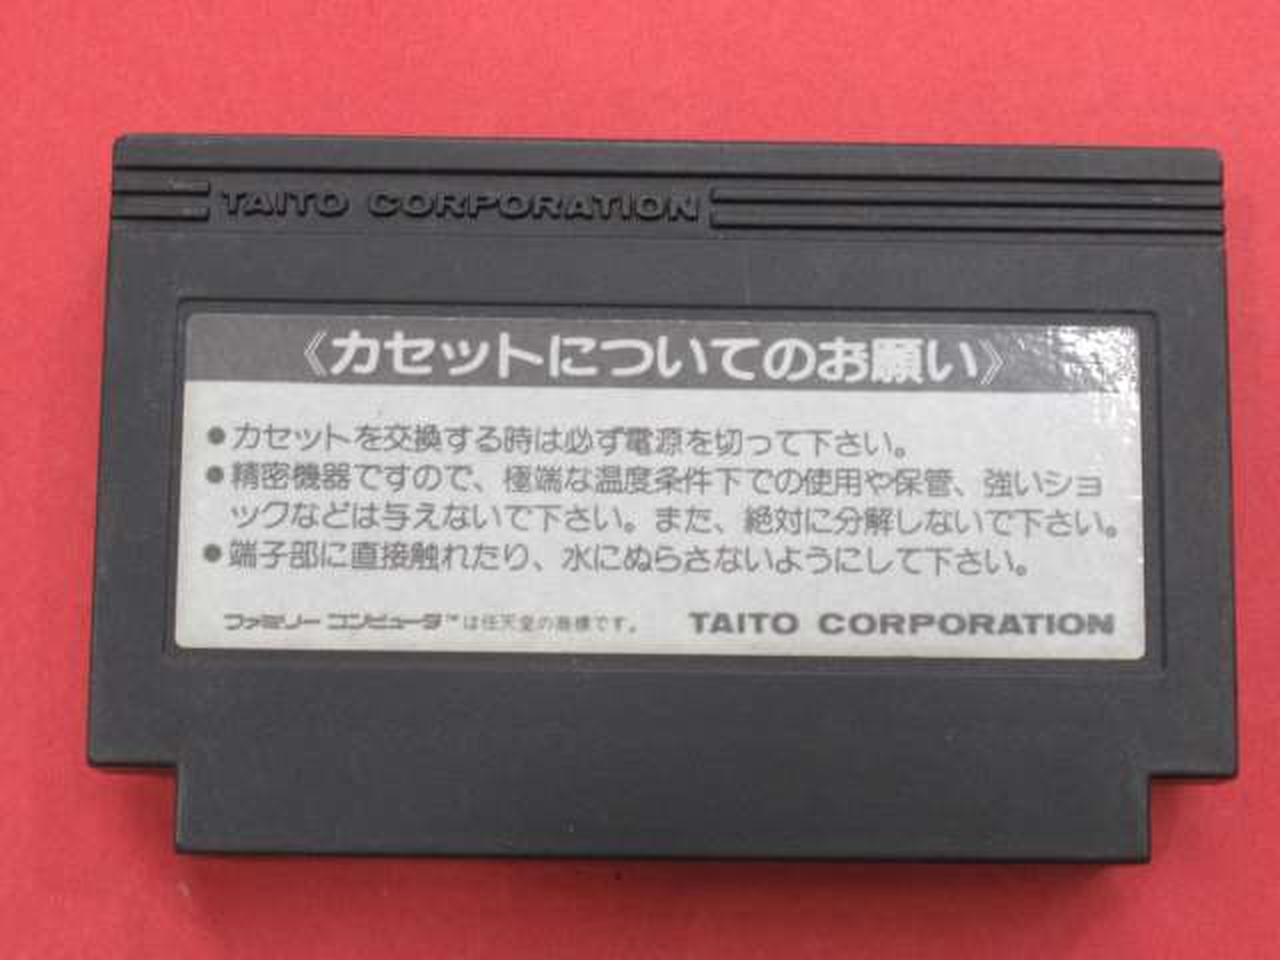 TAITO CORPORATION
《カセットについてのお願い》
●カセットを交換する時は必ず電源を切って下さい。
●精密機器ですので、極端な温度条件下での使用や保管、強いショ
ックなどは与えないで下さい。また、絶対に分解しないで下さい。
●端子部に直接触れたり、水にぬらさないようにして下さい。
ファミリーコンピュータ™は任天堂の商標です。 TAITO CORPORATION